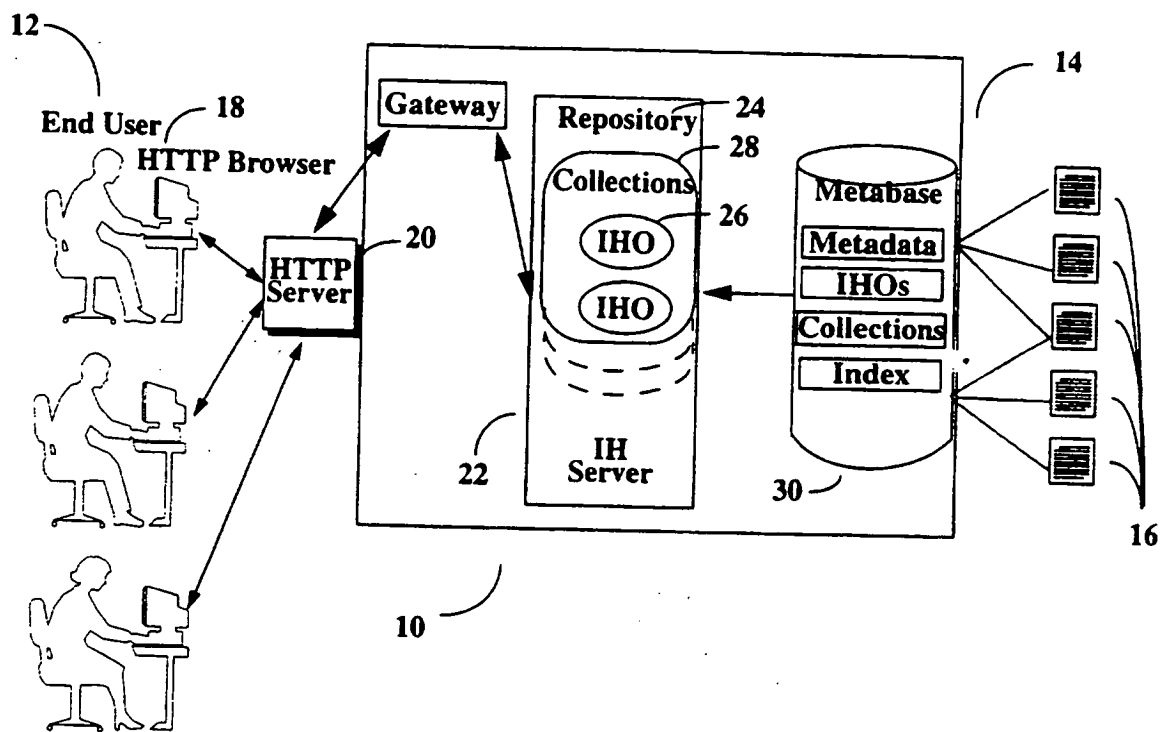 12
End User
18
HTTP Browser
HTTP
Server
20
Gateway
Repository
24
28
Collections
26
IHO
IHO
22
IH
Server
Metabase
Metadata
IHOs
Collections
Index
30
14
16
10